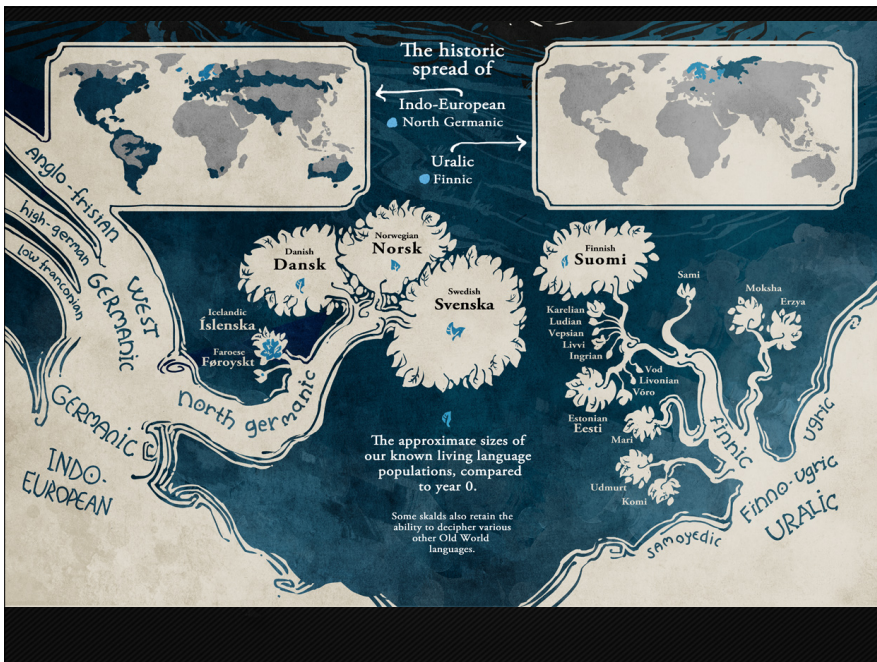 The historic
spread of
Indo-European
North Germanic
Uralic
Finnic
Anglo-frisian
high-german
low franconian
WEST
GERMANIC
GERMANIC
INDO-
EUROPEAN
north germanic
Danish
Dansk
Norwegian
Norsk
Swedish
Svenska
Icelandic
Íslenska
Faroese
Føroyskt
Finnish
Suomi
Sami
Moksha
Erzya
Karelian
Ludian
Vepsian
Livvi
Ingrian
Vod
Livonian
Võro
Estonian
Eesti
Mari
Udmurt
Komi
finnic
ugric
Finno-Ugric
URALIC
samoyedic
The approximate sizes of
our known living language
populations, compared
to year 0.
Some skalds also retain the
ability to decipher various
other Old World
languages.